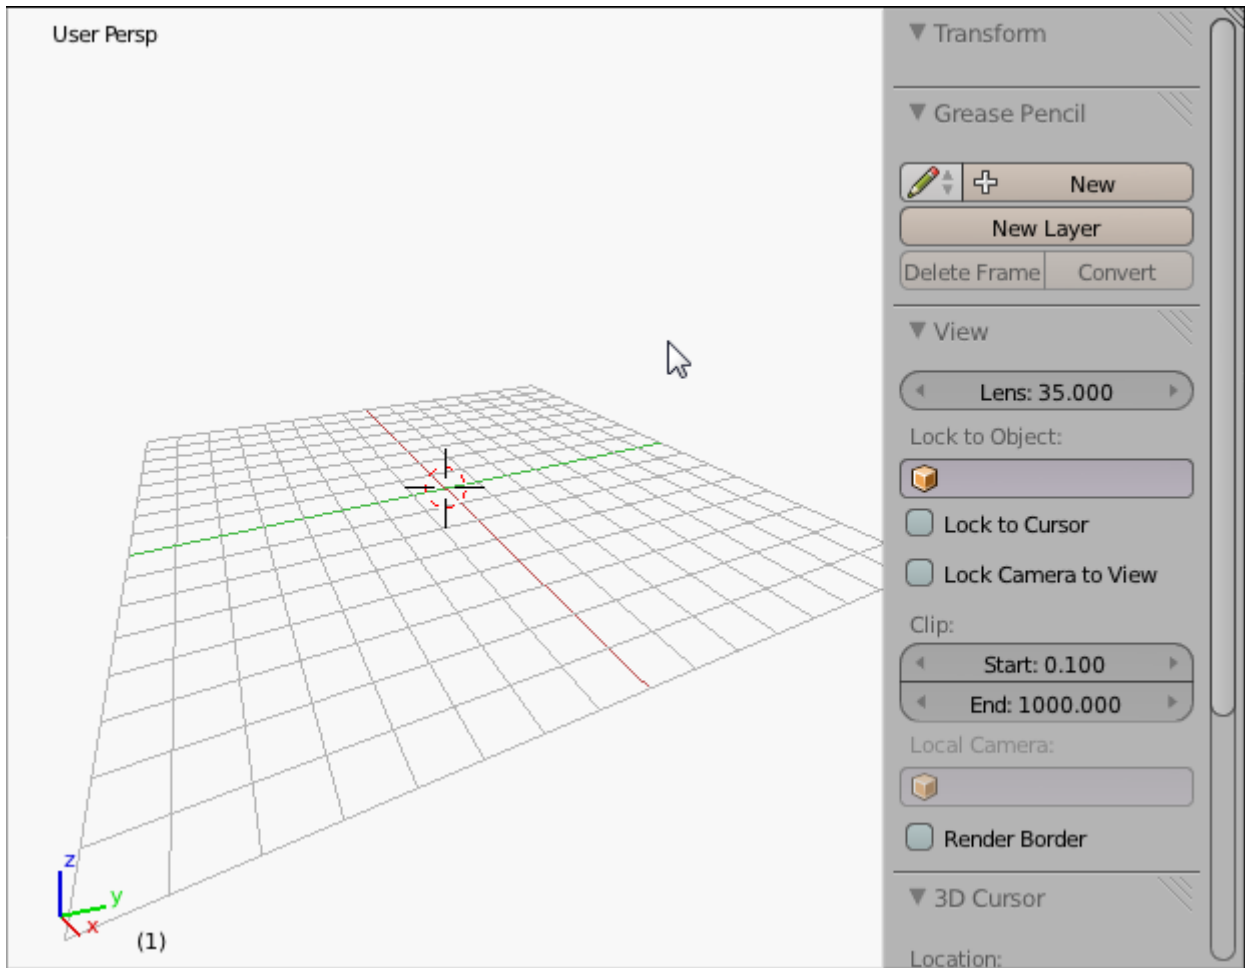 User Persp
Transform
Grease Pencil
New
New Layer
Delete Frame Convert
View
Lens: 35.000
Lock to Object:
Lock to Cursor
Lock Camera to View
Clip:
Start: 0.100
End: 1000.000
Local Camera:
Render Border
3D Cursor
Location:
z
y
x
(1)